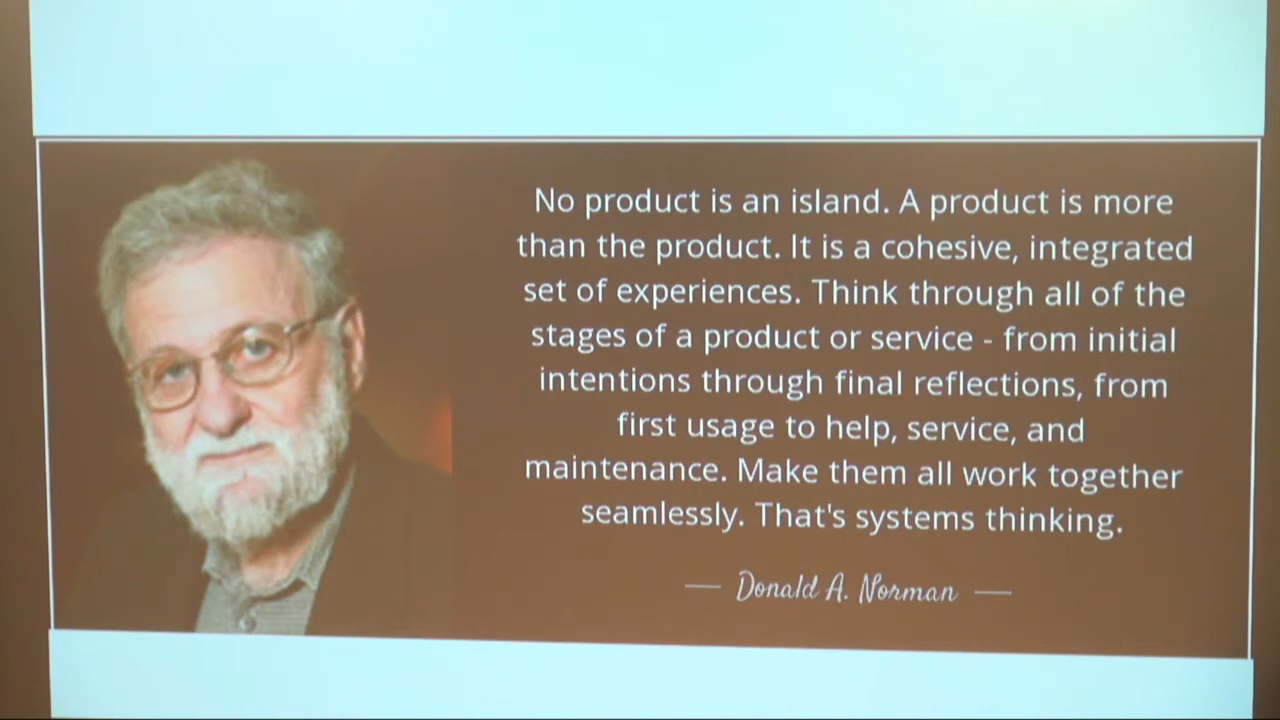 No product is an island. A product is more
than the product. It is a cohesive, integrated
set of experiences. Think through all of the
stages of a product or service - from initial
intentions through final reflections, from
first usage to help, service, and
maintenance. Make them all work together
seamlessly. That's systems thinking.
— Donald A. Norman —